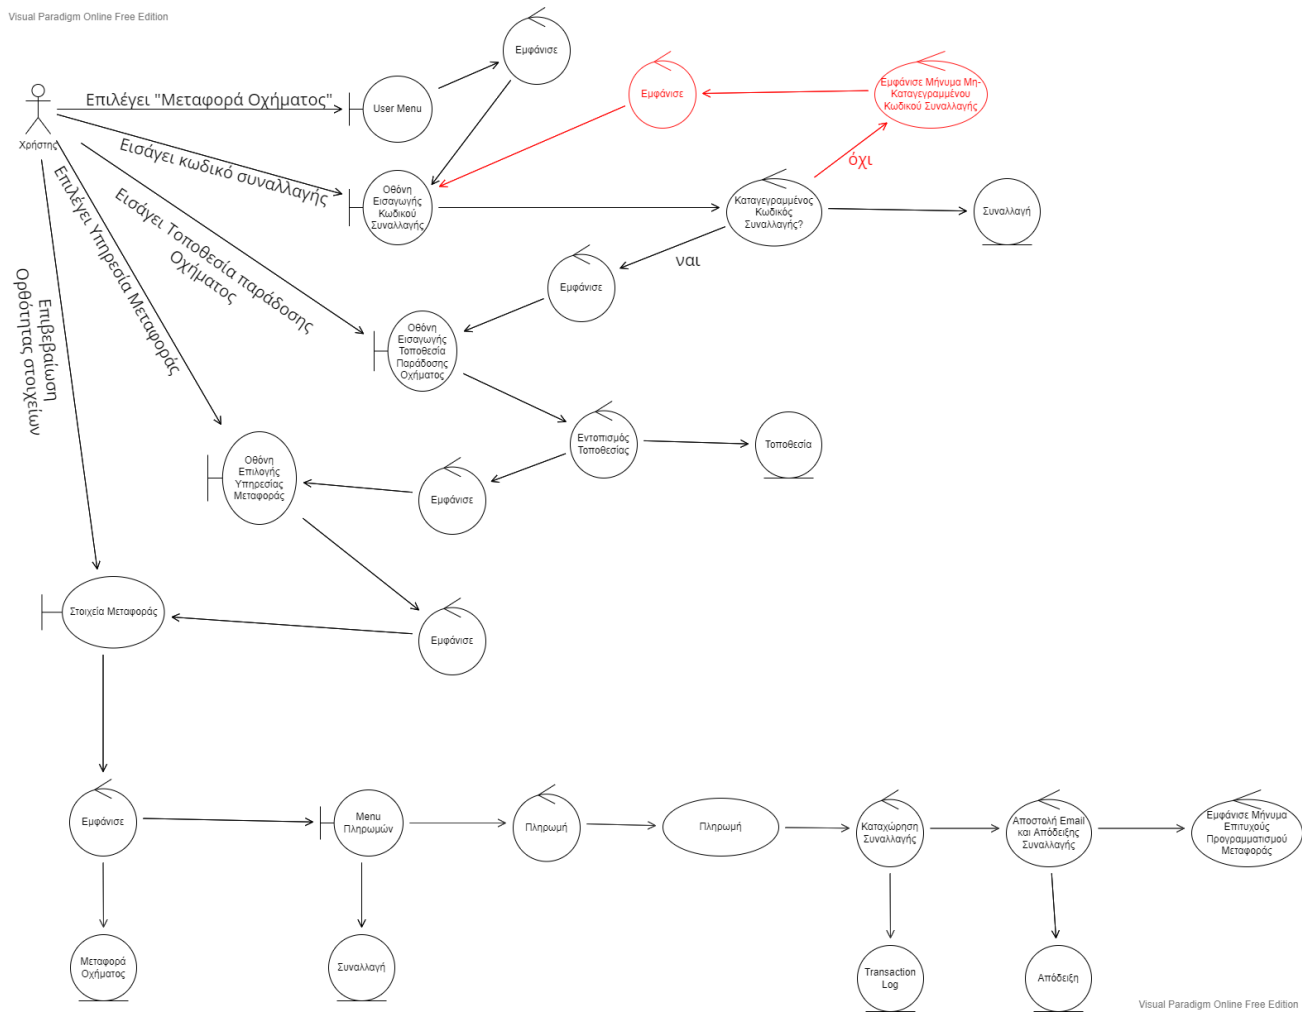 Visual Paradigm Online Free Edition
Εμφάνισε
Επιλέγει "Μεταφορά Οχήματος"
User Menu
Εμφάνισε
Εμφάνισε Μήνυμα Μη-
Καταγεγραμμένου
Κωδικού Συναλλαγής
Χρήστης
όχι
Εισάγει κωδικό συναλλαγής
Οθόνη
Εισαγωγής
Κωδικού
Συναλλαγής
Καταγεγραμμένος
Κωδικός
Συναλλαγής?
Συναλλαγή
Επιλέγει Υπηρεσία Μεταφοράς
Εισάγει Τοποθεσία παράδοσης
Οχήματος
ναι
Εμφάνισε
Επιβεβαίωση
Ορθότητας στοιχείων
Οθόνη
Εισαγωγής
Τοποθεσία
Παράδοσης
Οχήματος
Εντοπισμός
Τοποθεσίας
Τοποθεσία
Οθόνη
Επιλογής
Υπηρεσίας
Μεταφοράς
Εμφάνισε
Στοιχεία Μεταφοράς
Εμφάνισε
Εμφάνισε
Menu
Πληρωμών
Πληρωμή
Πληρωμή
Καταχώρηση
Συναλλαγής
Αποστολή Email
και Απόδειξης
Συναλλαγής
Εμφάνισε Μήνυμα
Επιτυχούς
Προγραμματισμού
Μεταφοράς
Μεταφορά
Οχήματος
Συναλλαγή
Transaction
Log
Απόδειξη
Visual Paradigm Online Free Edition